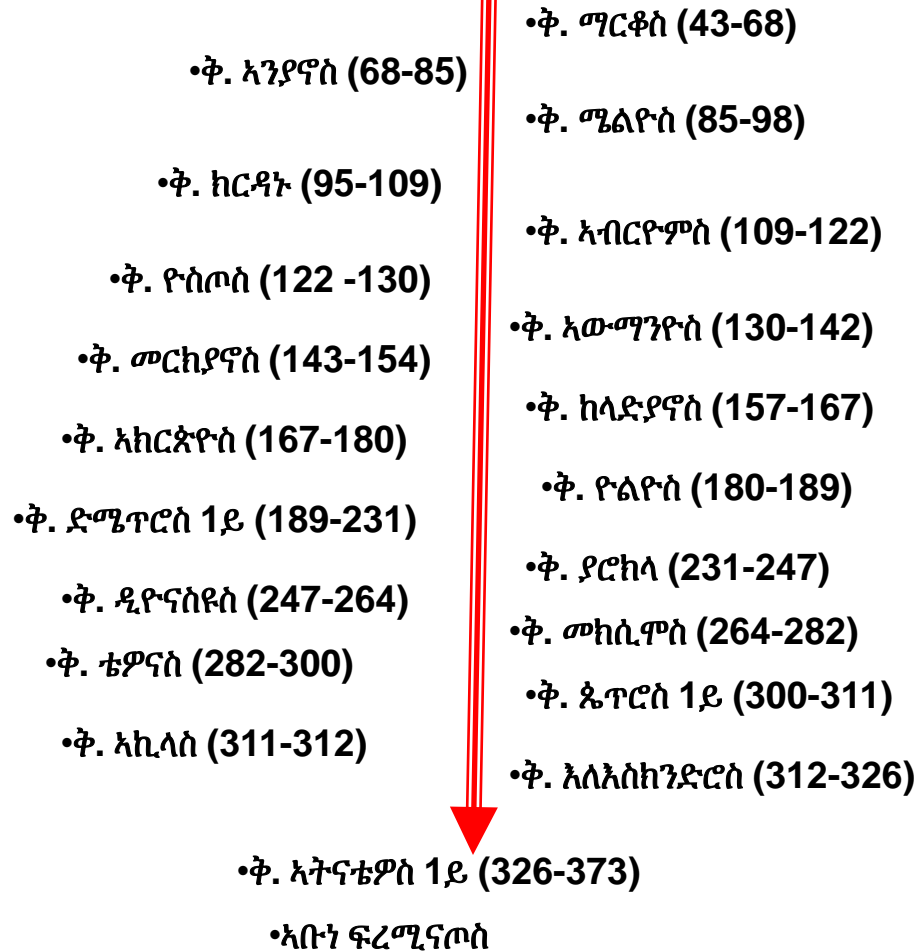 •ቅ. ማርቆስ (43-68)
•ቅ. ኣንያኖስ (68-85)
•ቅ. ሜልዮስ (85-98)
•ቅ. ክርዳኑ (95-109)
•ቅ. ኣብርዮምስ (109-122)
•ቅ. ዮስጦስ (122 -130)
•ቅ. ኣውማንዮስ (130-142)
•ቅ. መርክያኖስ (143-154)
•ቅ. ከላድያኖስ (157-167)
•ቅ. ኣክርጵዮስ (167-180)
•ቅ. ዮልዮስ (180-189)
•ቅ. ድሜጥሮስ 1ይ (189-231)
•ቅ. ያሮክላ (231-247)
•ቅ. ዲዮናስዩስ (247-264)
•ቅ. መክሲሞስ (264-282)
•ቅ. ቴዎናስ (282-300)
•ቅ. ጴጥሮስ 1ይ (300-311)
•ቅ. ኣኪላስ (311-312)
•ቅ. እለእስክንድሮስ (312-326)
•ቅ. ኣትናቴዎስ 1ይ (326-373)
•ኣቡነ ፍረሚናጦስ